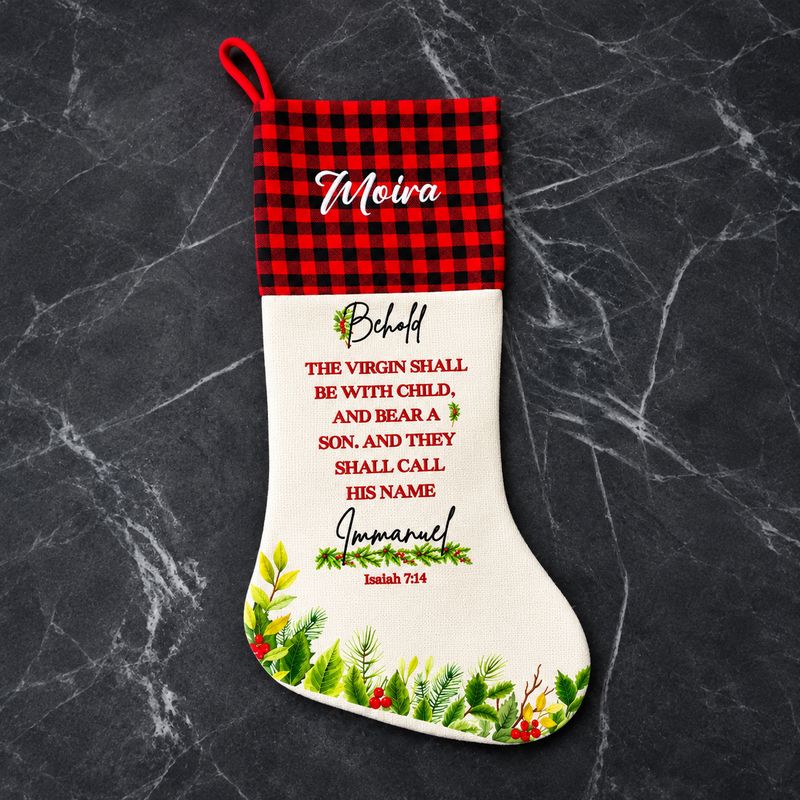 Moira
Behold
THE VIRGIN SHALL
BE WITH CHILD,
AND BEAR A
SON. AND THEY
SHALL CALL
HIS NAME
Immanuel
Isaiah 7:14